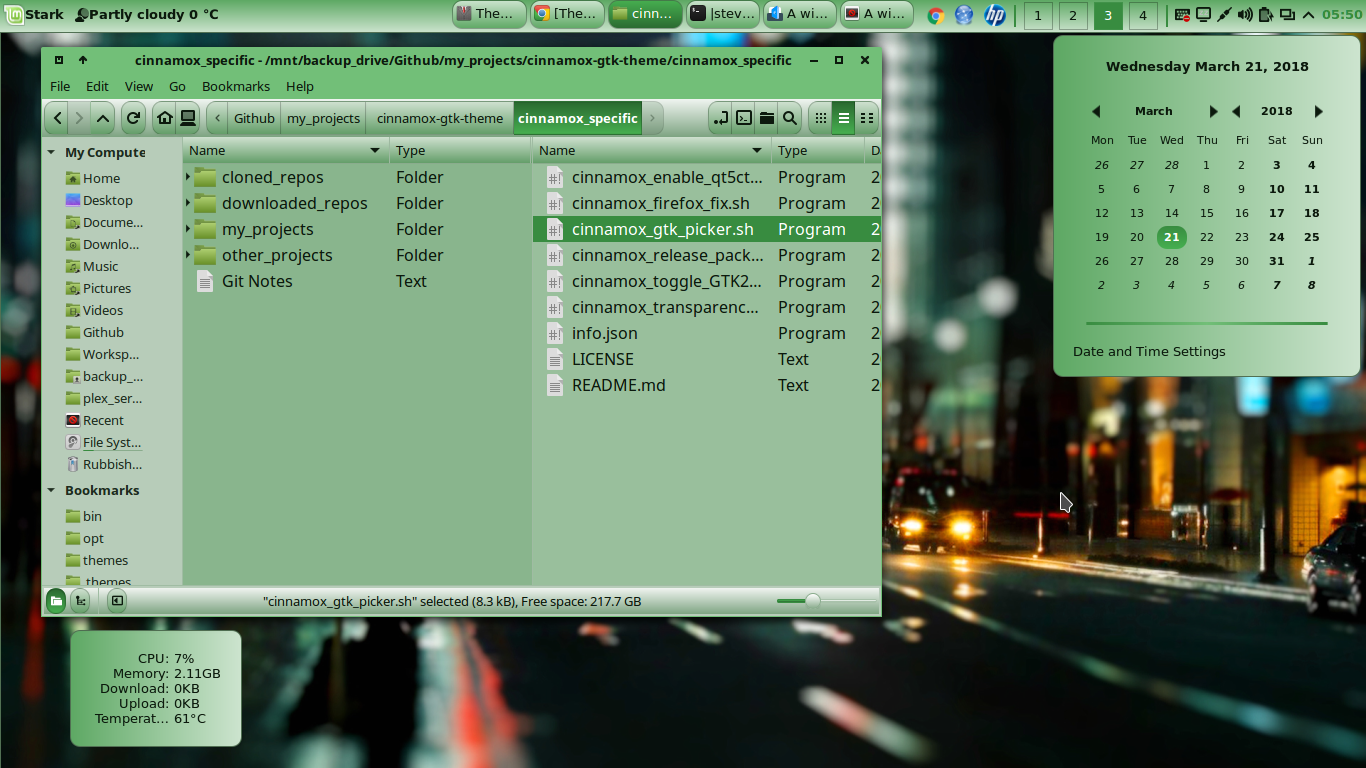 Stark
Partly cloudy 0 °C
The...
[The...
cinn...
|stev...
A wi...
A wi...
1 2 3 4
05:50
cinnamox_specific - /mnt/backup_drive/Github/my_projects/cinnamox-gtk-theme/cinnamox_specific
File Edit View Go Bookmarks Help
Github my_projects cinnamox-gtk-theme cinnamox_specific
My Compute
Home
Desktop
Docume...
Downlo...
Music
Pictures
Videos
Github
Worksp...
backup_...
plex_ser...
Recent
File Syst...
Rubbish...
Bookmarks
bin
opt
themes
.themes
Name Type
cloned_repos Folder
downloaded_repos Folder
my_projects Folder
other_projects Folder
Git Notes Text
Name Type D
cinnamox_enable_qt5ct... Program 2
cinnamox_firefox_fix.sh Program 2
cinnamox_gtk_picker.sh Program 2
cinnamox_release_pack... Program 2
cinnamox_toggle_GTK2... Program 2
cinnamox_transparenc... Program 2
info.json Program 2
LICENSE Text 2
README.md Text 2
"cinnamox_gtk_picker.sh" selected (8.3 kB), Free space: 217.7 GB
Wednesday March 21, 2018
March 2018
Mon Tue Wed Thu Fri Sat Sun
26 27 28 1 2 3 4
5 6 7 8 9 10 11
12 13 14 15 16 17 18
19 20 21 22 23 24 25
26 27 28 29 30 31 1
2 3 4 5 6 7 8
Date and Time Settings
CPU: 7%
Memory: 2.11GB
Download: 0KB
Upload: 0KB
Temperat... 61°C